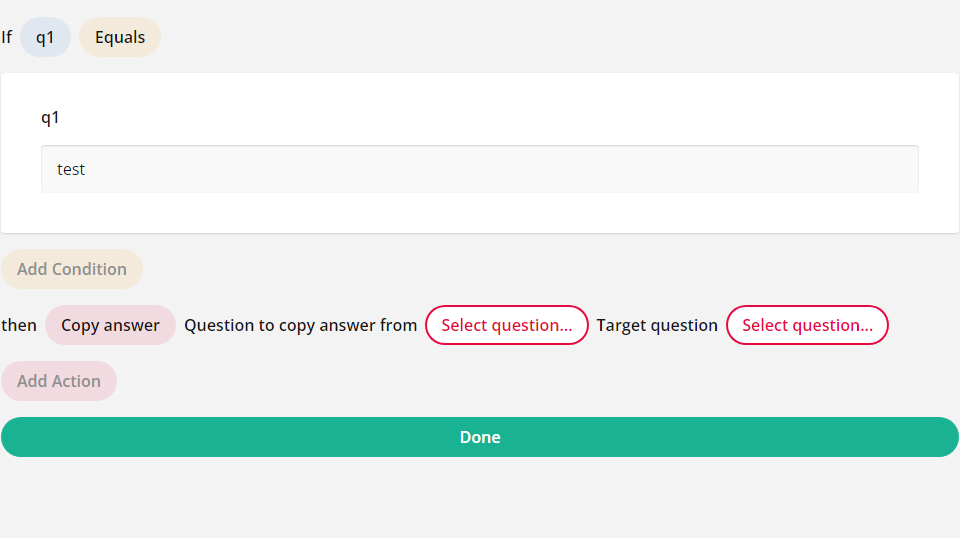 If q1 Equals
q1
test
Add Condition
then Copy answer Question to copy answer from Select question... Target question Select question...
Add Action
Done